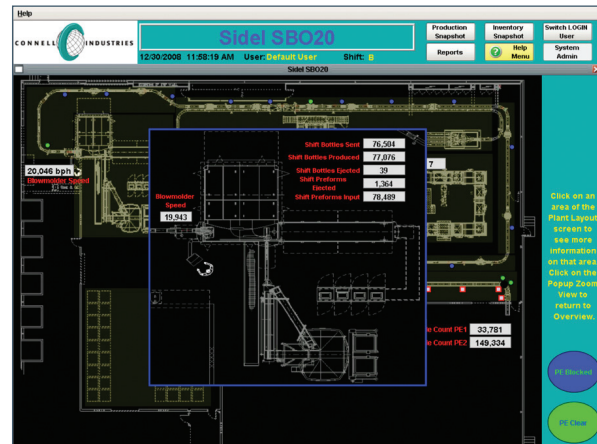 Help
CONNELL INDUSTRIES
Sidel SBO20
12/30/2008 11:58:19 AM User: Default User Shift: B
Production Snapshot
Inventory Snapshot
Switch LOGIN User
Reports
Help Menu
System Admin
Sidel SBO20
20,046 bph
Blowmolder Speed
Blowmolder Speed
19,943
Shift Bottles Sent 76,504
Shift Bottles Produced 77,076
Shift Bottles Ejected 39
Shift Preforms Ejected 1,364
Shift Preforms Input 78,489
7
e Count PE1 33,781
e Count PE2 149,334
Click on an
area of the
Plant Layout
screen to
see more
information
on that area.
Click on the
Popup Zoom
View to
return to
Overview.
PE Blocked
PE Clear